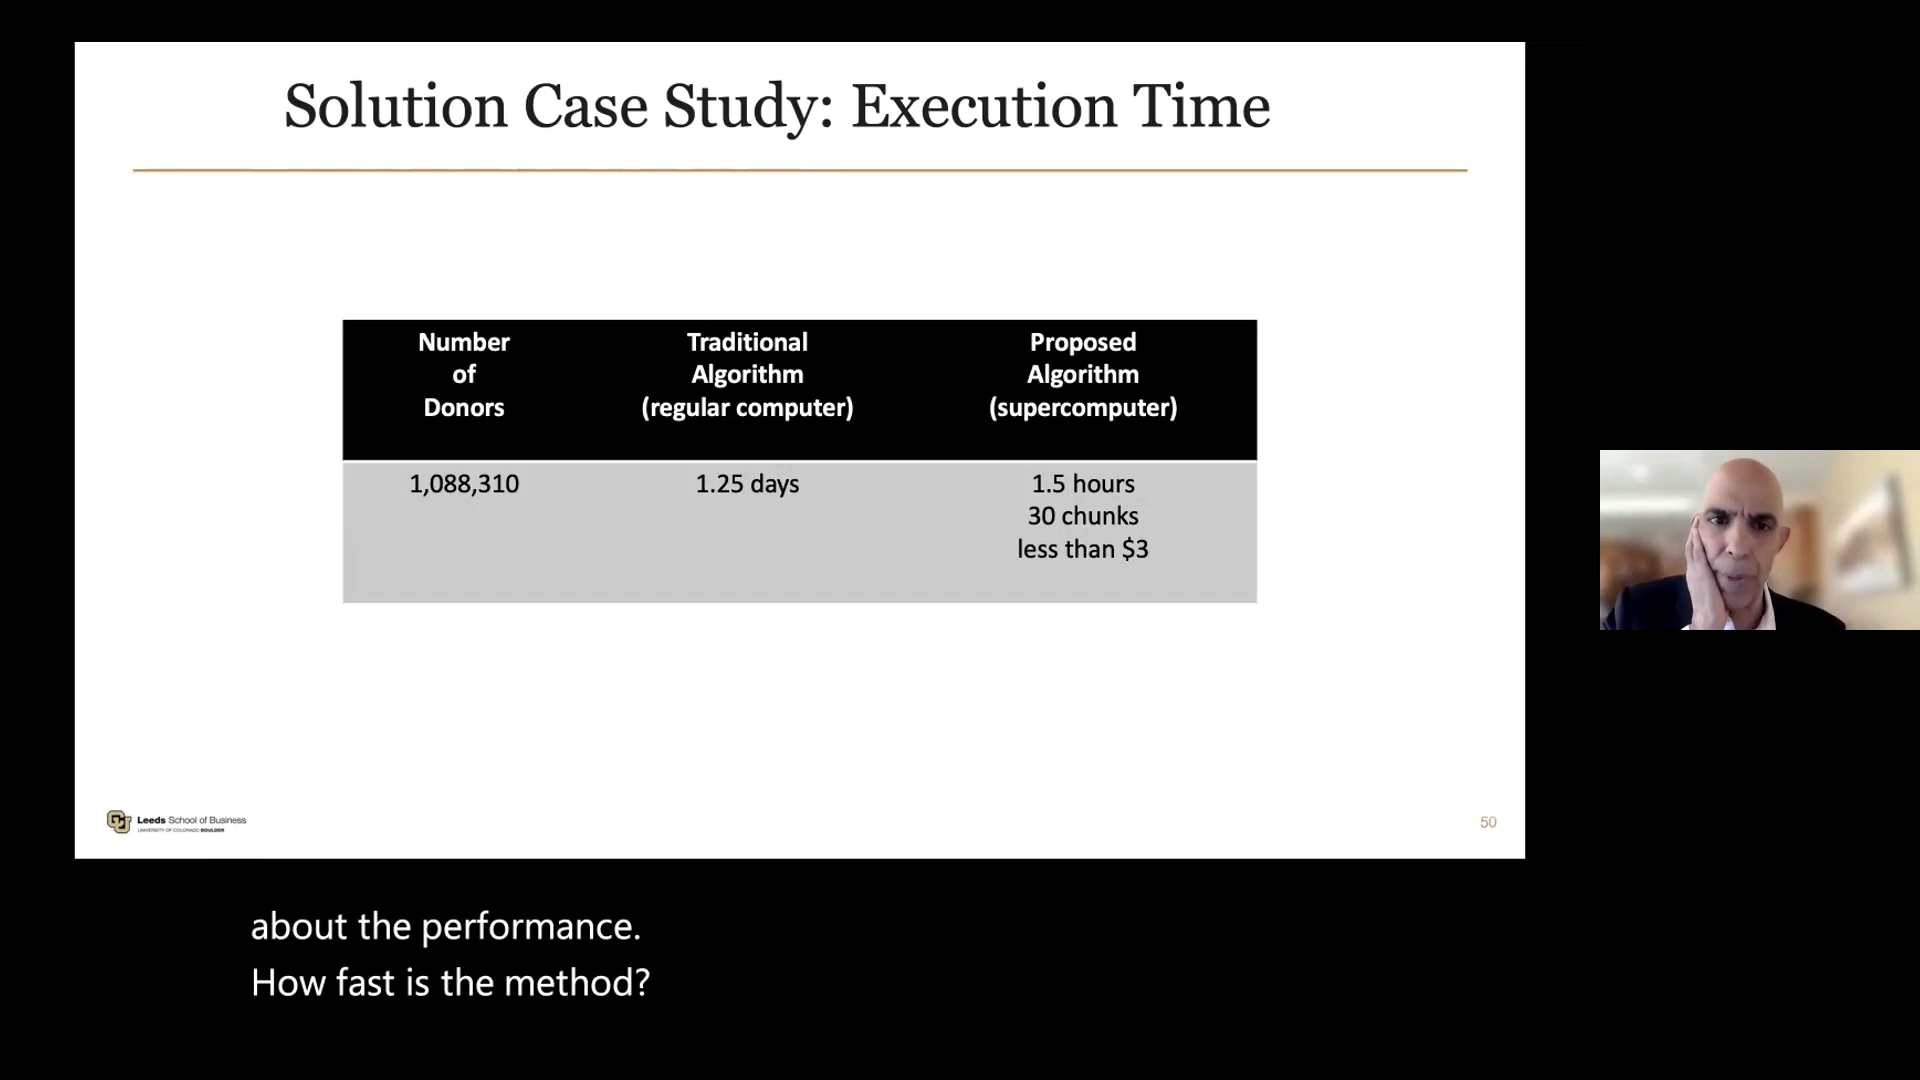 Solution Case Study: Execution Time
Number
of
Donors
Traditional
Algorithm
(regular computer)
Proposed
Algorithm
(supercomputer)
1,088,310
1.25 days
1.5 hours
30 chunks
less than $3
Leeds School of Business
UNIVERSITY OF COLORADO BOULDER
50
about the performance.
How fast is the method?